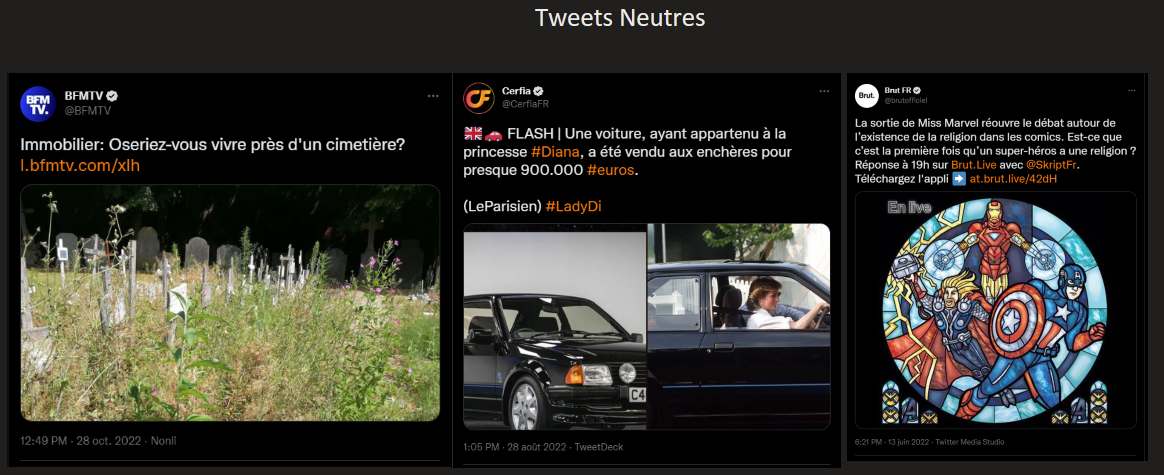 Tweets Neutres
BFM
TV.
BFMTV
@BFMTV
Immobilier: Oseriez-vous vivre près d'un cimetière?
l.bfmtv.com/xIh
12:49 PM · 28 oct. 2022 · Nonli
CF
Cerfia
@CerfiaFR
🇬🇧🚗 FLASH | Une voiture, ayant appartenu à la
princesse #Diana, a été vendu aux enchères pour
presque 900.000 #euros.
(LeParisien) #LadyDi
C4
1:05 PM · 28 août 2022 · TweetDeck
Brut.
Brut FR
@brutofficiel
La sortie de Miss Marvel réouvre le débat autour de
l'existence de la religion dans les comics. Est-ce que
c'est la première fois qu'un super-héros a une religion ?
Réponse à 19h sur Brut.Live avec @SkriptFr.
Téléchargez l'appli ➡️ at.brut.live/42dH
En live
6:21 PM · 13 juin 2022 · Twitter Media Studio